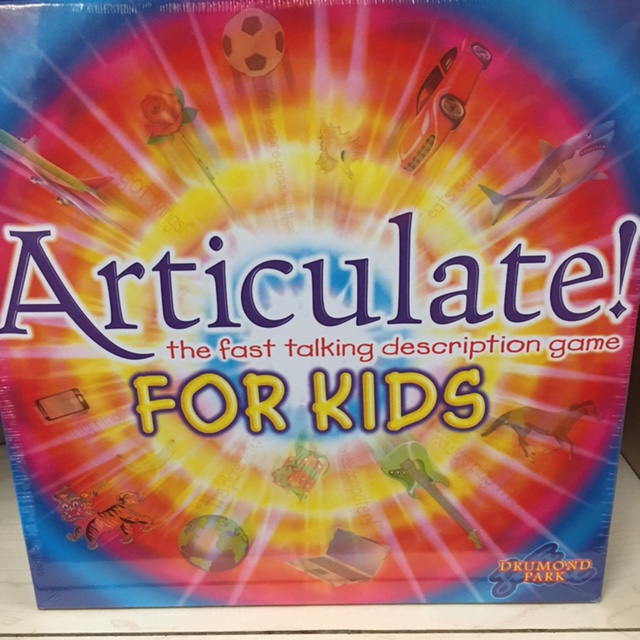 Articulate!
the fast talking description game
FOR KIDS
DRUMOND
PARK